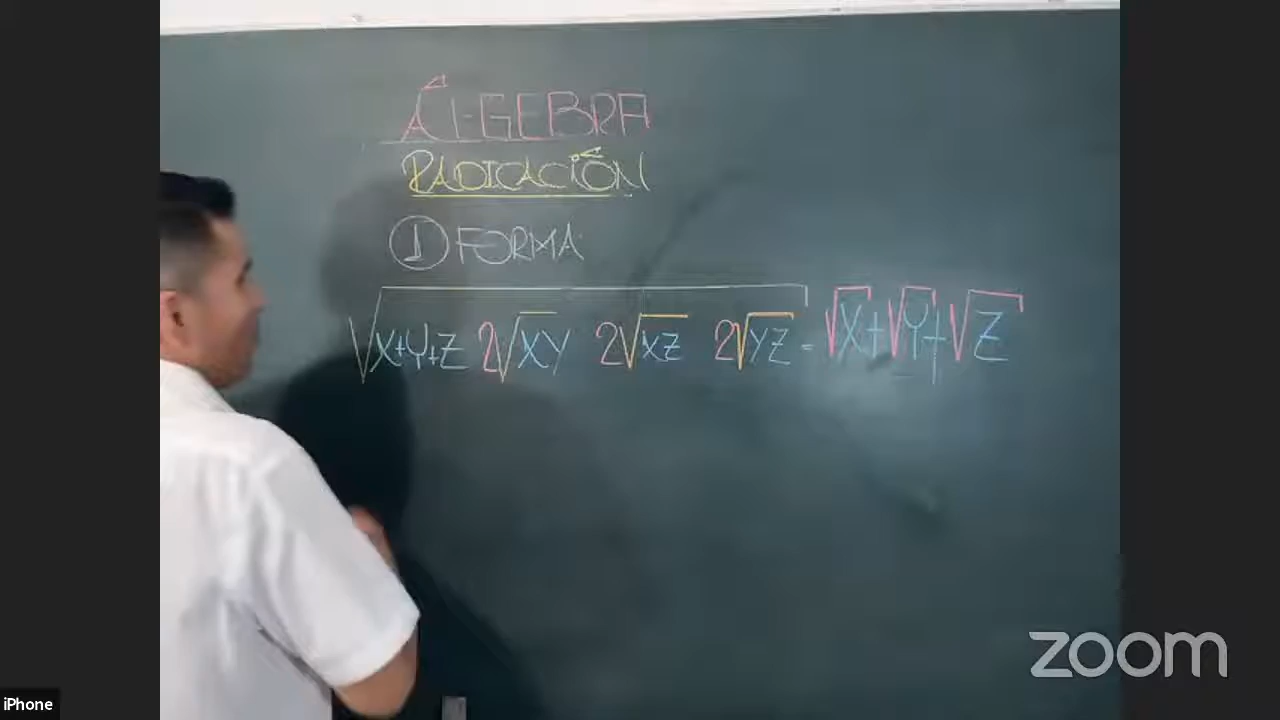 ÁLGEBRA
RADICACIÓN
① FORMA
√(X+Y+Z 2√XY 2√XZ 2√YZ) = √X+√Y+√Z
zoom
iPhone